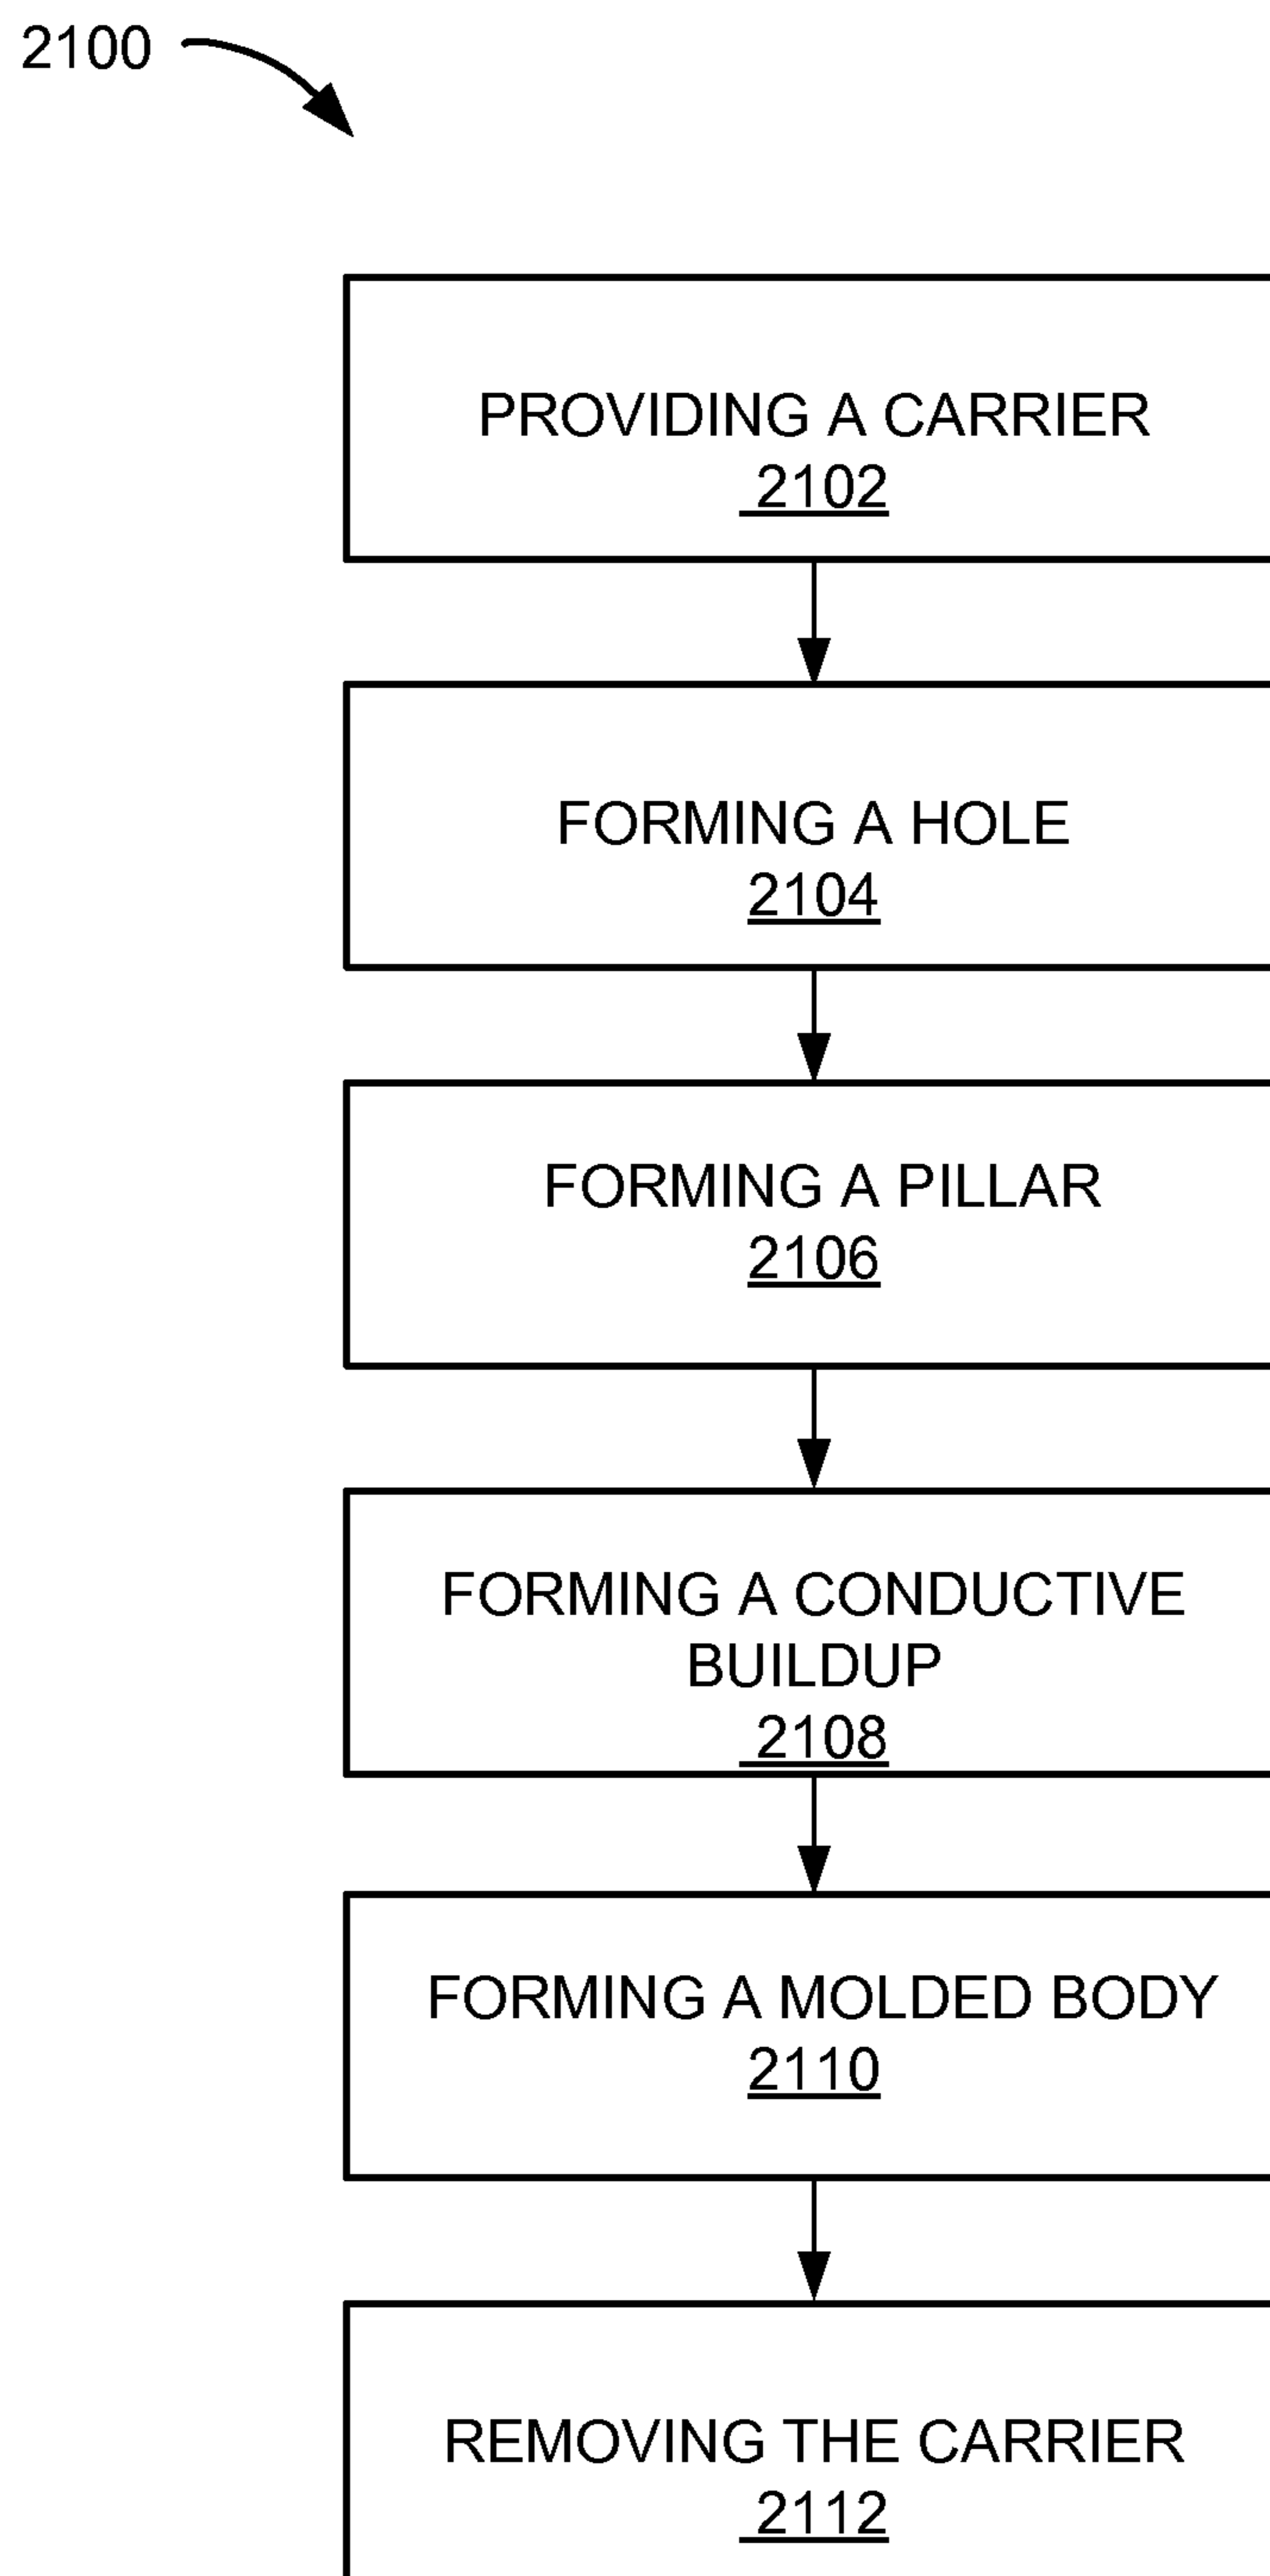 2100
PROVIDING A CARRIER
2102
FORMING A HOLE
2104
FORMING A PILLAR
2106
FORMING A CONDUCTIVE
BUILDUP
2108
FORMING A MOLDED BODY
2110
REMOVING THE CARRIER
2112